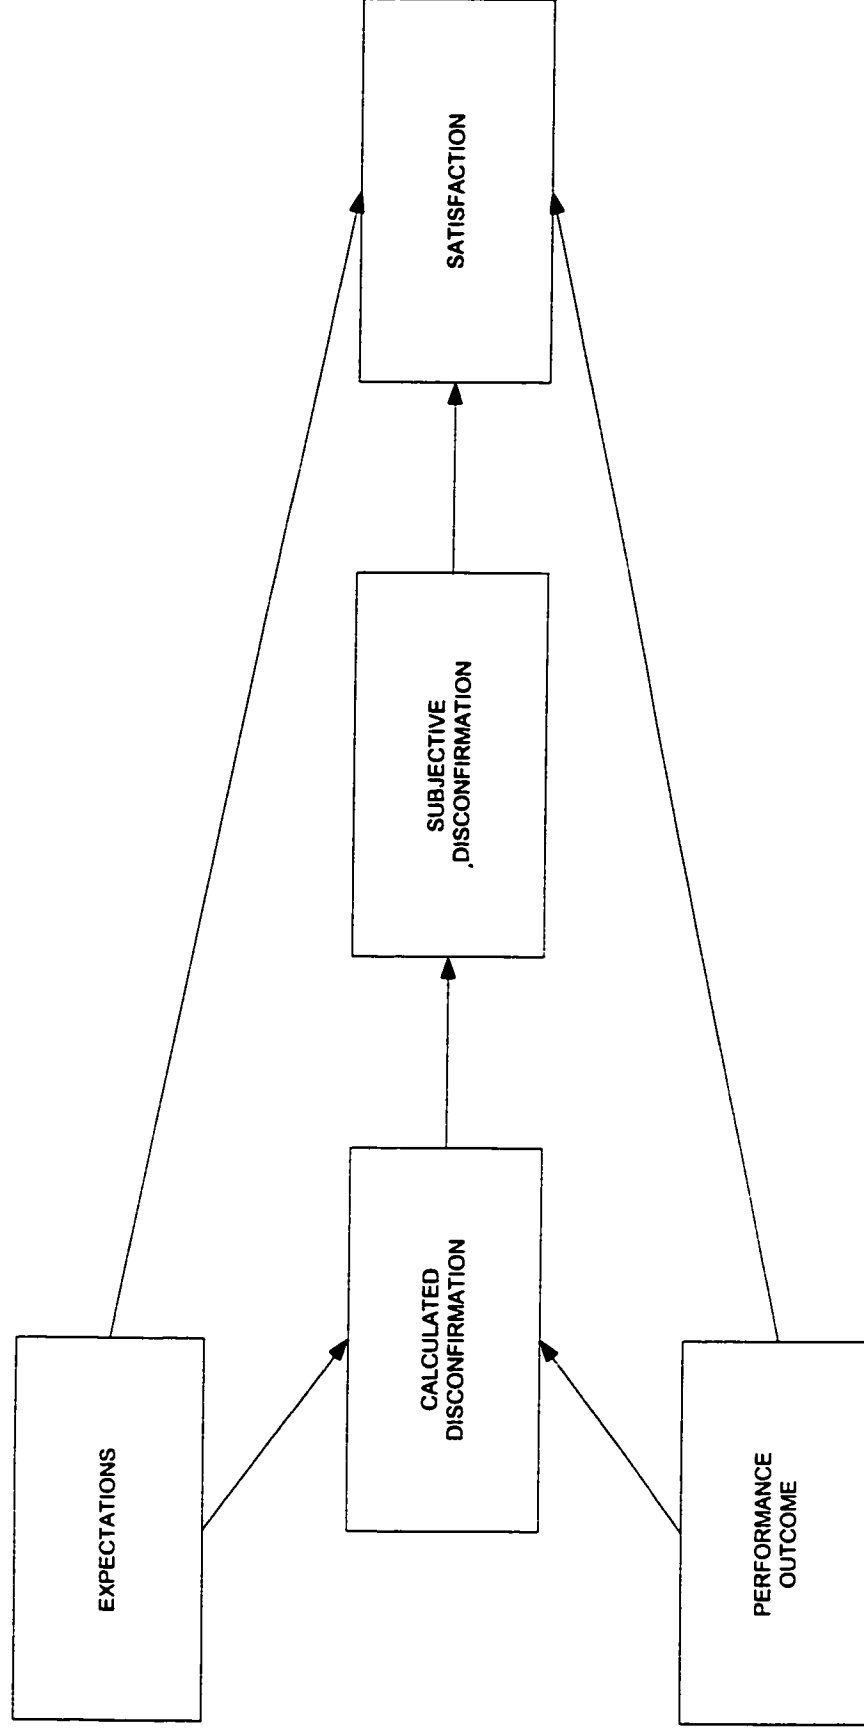 EXPECTATIONS
CALCULATED
DISCONFIRMATION
PERFORMANCE
OUTCOME
SUBJECTIVE
DISCONFIRMATION
SATISFACTION